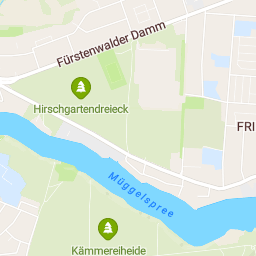 Fürstenwalder Damm
Hirschgartendreieck
FRI
Müggelspree
Kämmereiheide